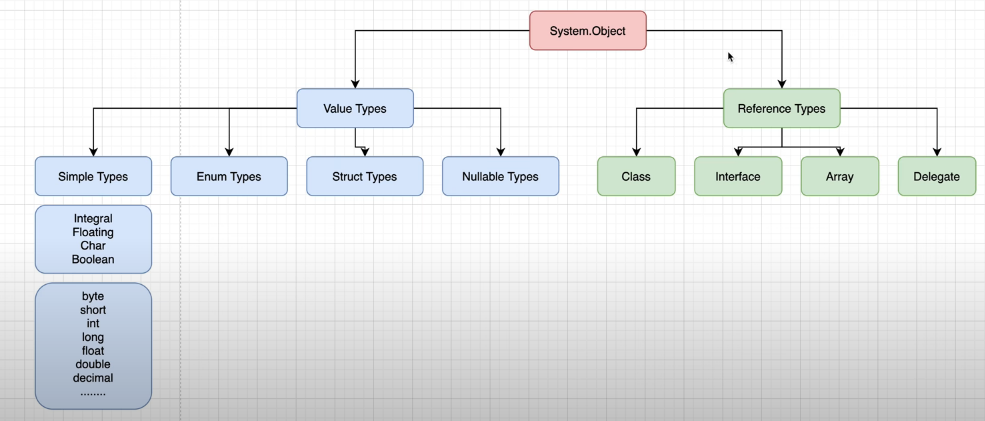 System.Object
Value Types
Reference Types
Simple Types
Enum Types
Struct Types
Nullable Types
Class
Interface
Array
Delegate
Integral
Floating
Char
Boolean
byte
short
int
long
float
double
decimal
........